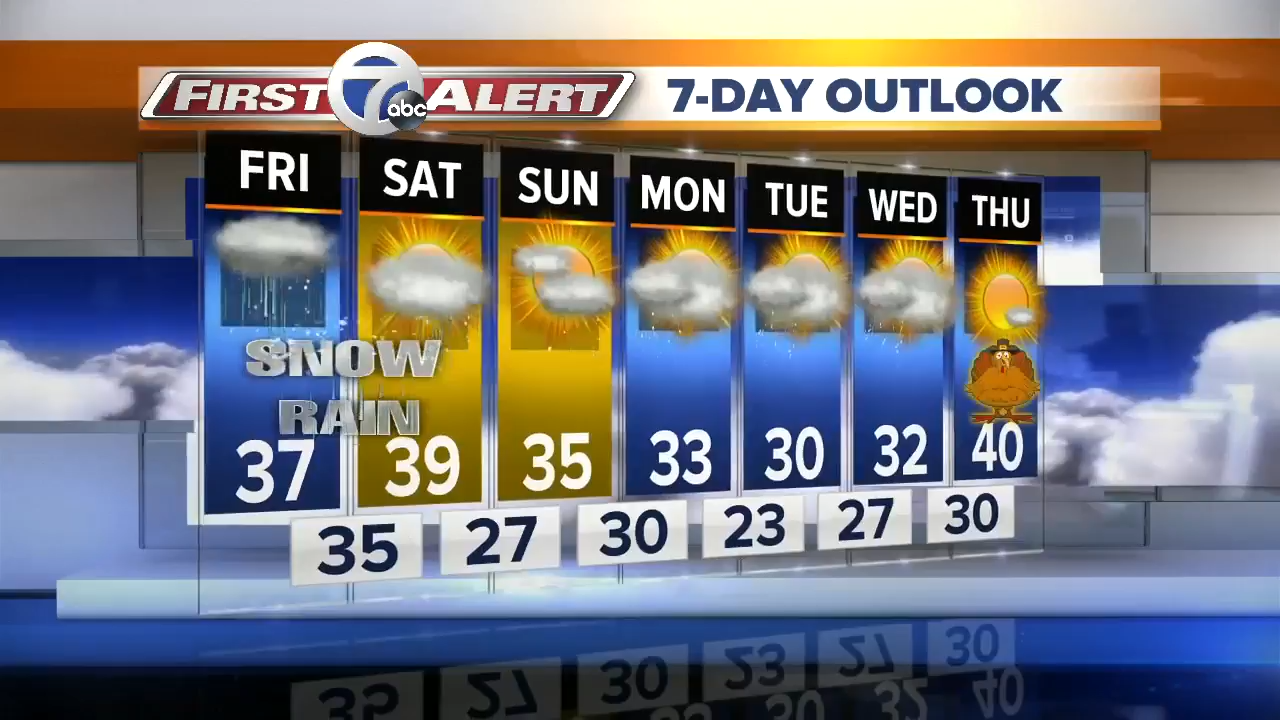 FIRST 7 abc ALERT 7-DAY OUTLOOK
FRI SAT SUN MON TUE WED THU
SNOW
RAIN
37 39 35 33 30 32 40
35 27 30 23 27 30